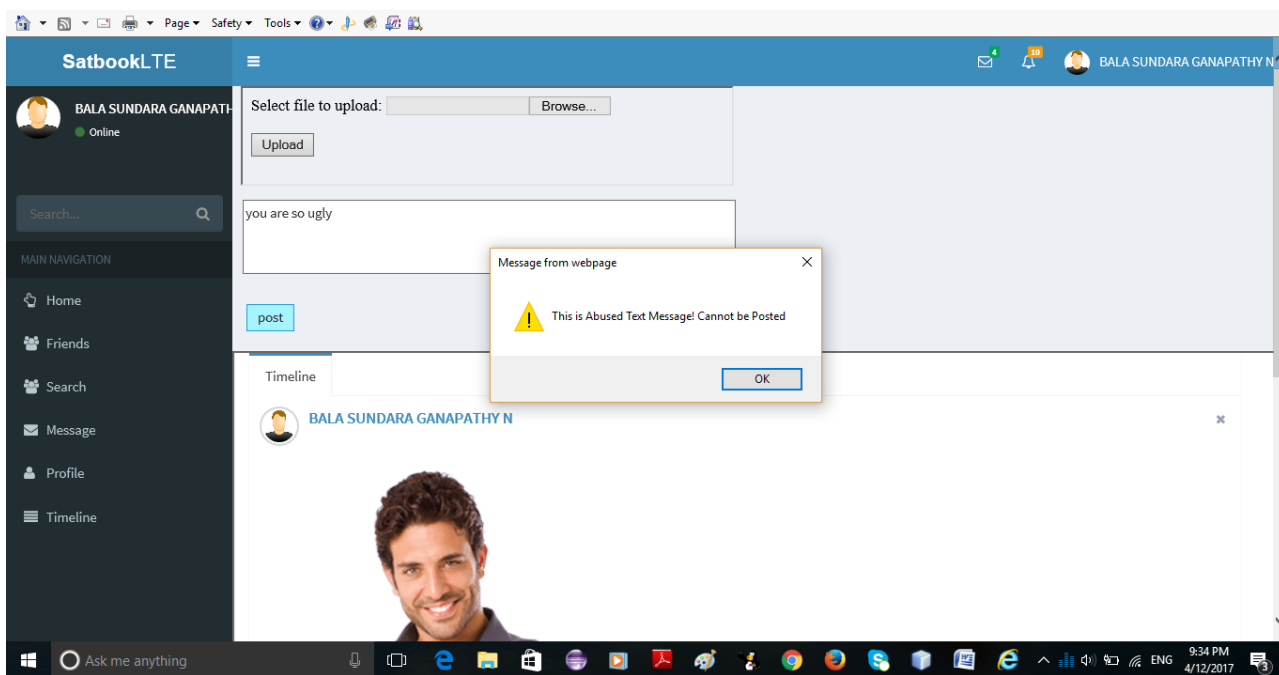 Page Safety Tools
SatbookLTE
4
10
BALA SUNDARA GANAPATHY N
BALA SUNDARA GANAPATH
Online
Search...
MAIN NAVIGATION
Home
Friends
Search
Message
Profile
Timeline
Select file to upload: Browse...
Upload
you are so ugly
post
Message from webpage
This is Abused Text Message! Cannot be Posted
OK
Timeline
BALA SUNDARA GANAPATHY N
Ask me anything
ENG
9:34 PM
4/12/2017
3